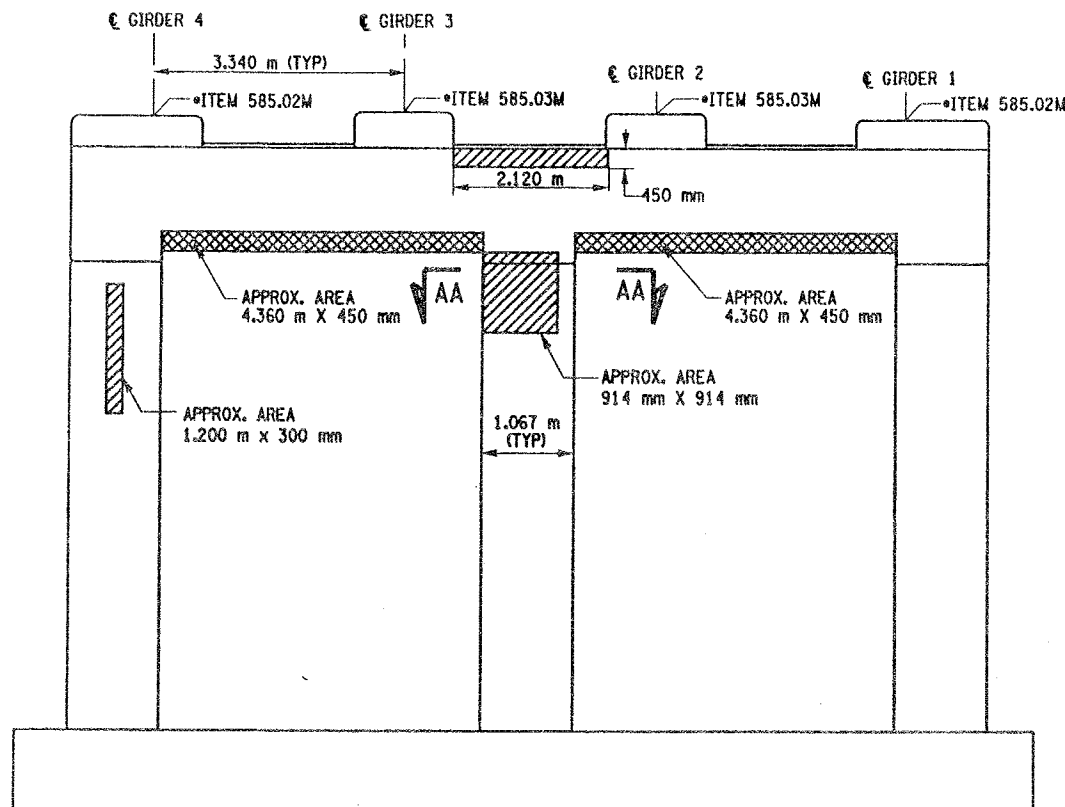 ℄ GIRDER 4
℄ GIRDER 3
3.340 m (TYP)
℄ GIRDER 2
℄ GIRDER 1
*ITEM 585.02M
*ITEM 585.03M
*ITEM 585.03M
*ITEM 585.02M
2.120 m
450 mm
AA
AA
APPROX. AREA
4.360 m X 450 mm
APPROX. AREA
4.360 m X 450 mm
APPROX. AREA
914 mm X 914 mm
APPROX. AREA
1.200 m x 300 mm
1.067 m
(TYP)